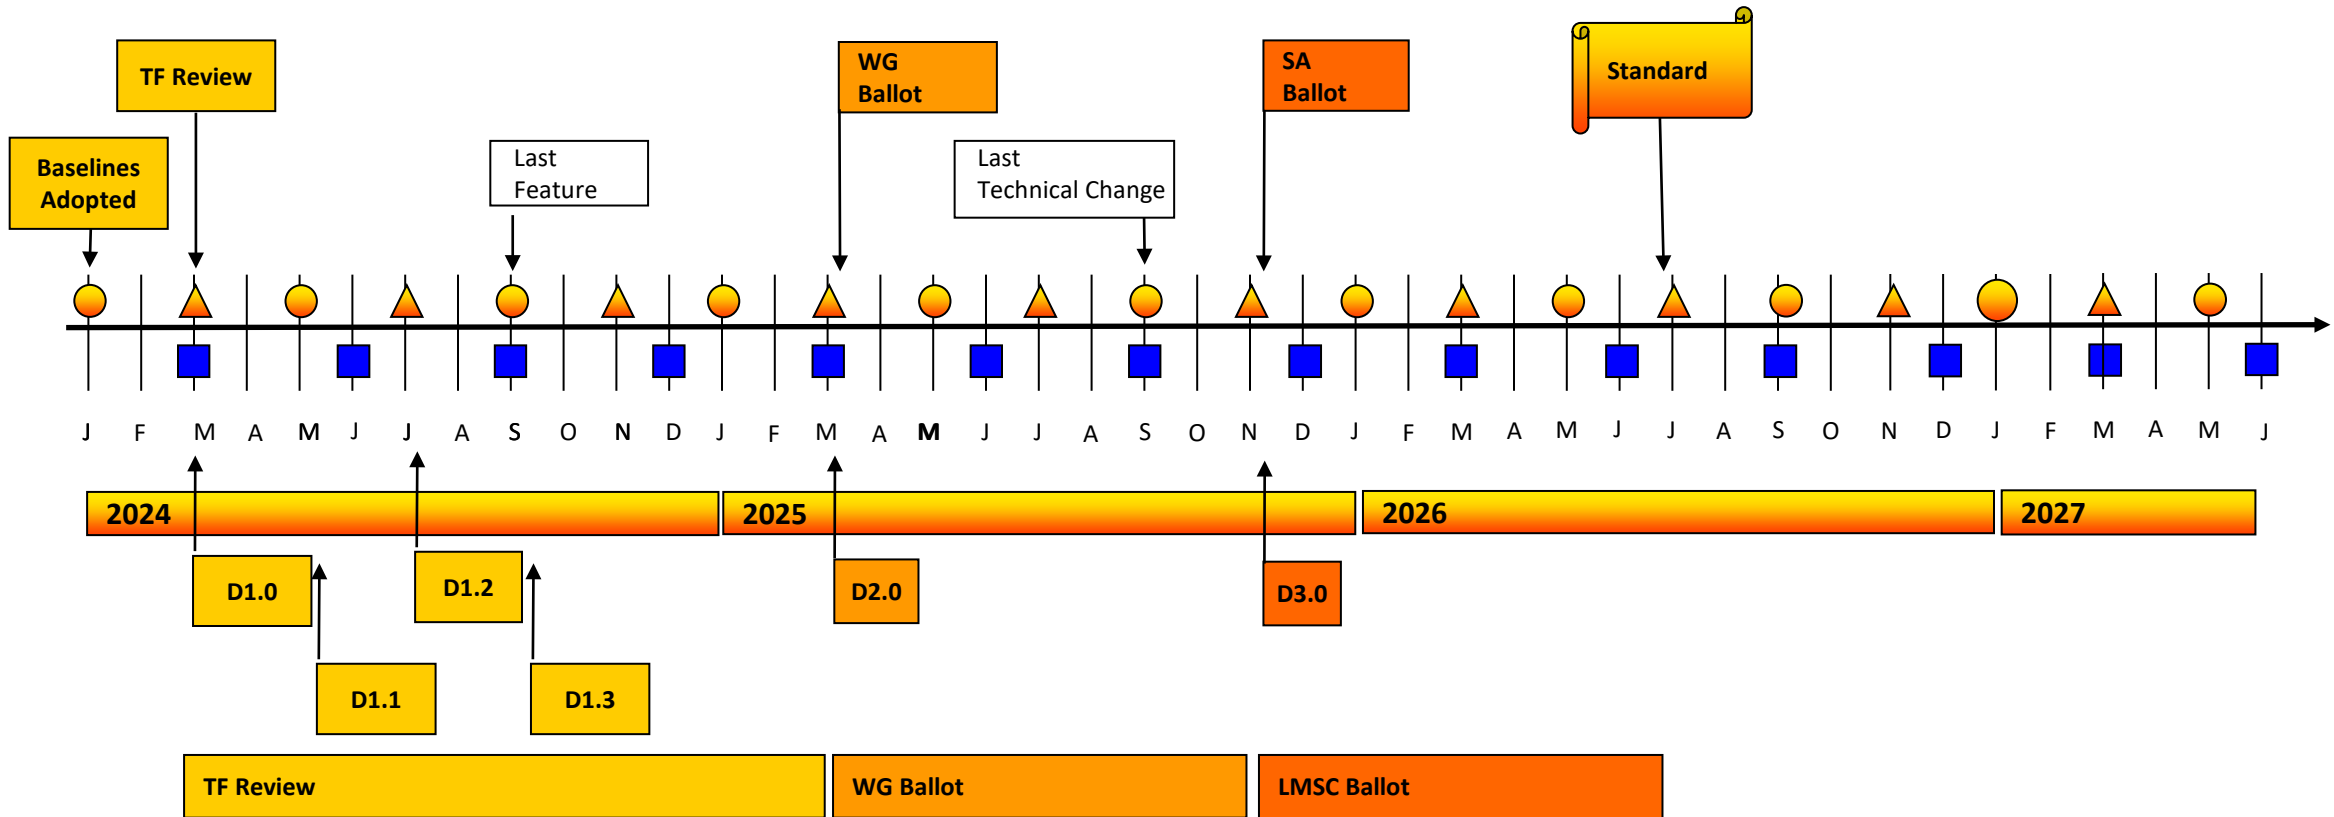 TF Review
WG
Ballot
SA
Ballot
Standard
Baselines
Adopted
Last
Feature
Last
Technical Change
J F M A M J J A S O N D J F M A M J J A S O N D J F M A M J J A S O N D J F M A M J
2024 2025 2026 2027
D1.0
D1.2
D2.0
D3.0
D1.1
D1.3
TF Review
WG Ballot
LMSC Ballot